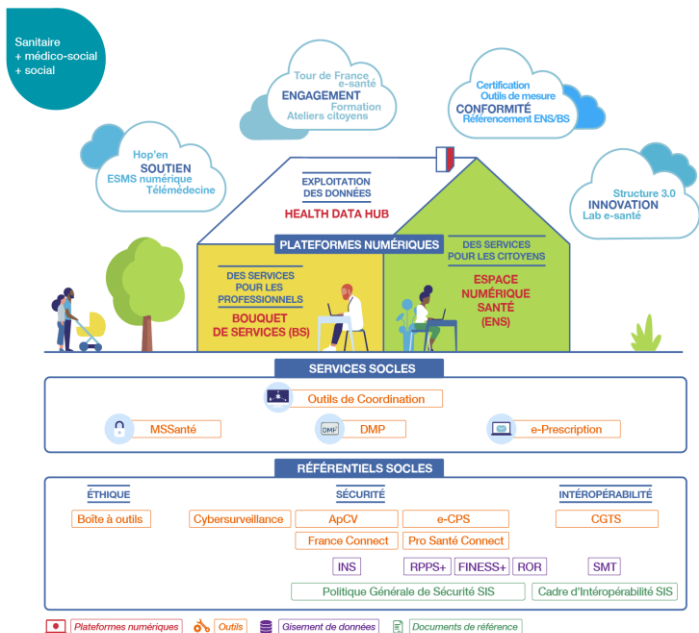 Sanitaire
+ médico-social
+ social
Tour de France
e-santé
ENGAGEMENT
Formation
Ateliers citoyens
Certification
Outils de mesure
CONFORMITÉ
Référencement ENS/BS
Hop'en
SOUTIEN
ESMS numérique
Télémédecine
Structure 3.0
INNOVATION
Lab e-santé
EXPLOITATION
DES DONNÉES
HEALTH DATA HUB
PLATEFORMES NUMÉRIQUES
DES SERVICES
POUR LES
PROFESSIONNELS
BOUQUET
DE SERVICES (BS)
DES SERVICES
POUR LES CITOYENS
ESPACE
NUMÉRIQUE
SANTÉ
(ENS)
SERVICES SOCLES
Outils de Coordination
MSSanté
DMP
DMP
e-Prescription
RÉFÉRENTIELS SOCLES
ÉTHIQUE
SÉCURITÉ
INTÉROPÉRABILITÉ
Boîte à outils
Cybersurveillance
ApCV
e-CPS
CGTS
France Connect
Pro Santé Connect
INS
RPPS+
FINESS+
ROR
SMT
Politique Générale de Sécurité SIS
Cadre d'Intéropérabilité SIS
Plateformes numériques
Outils
Gisement de données
Documents de référence